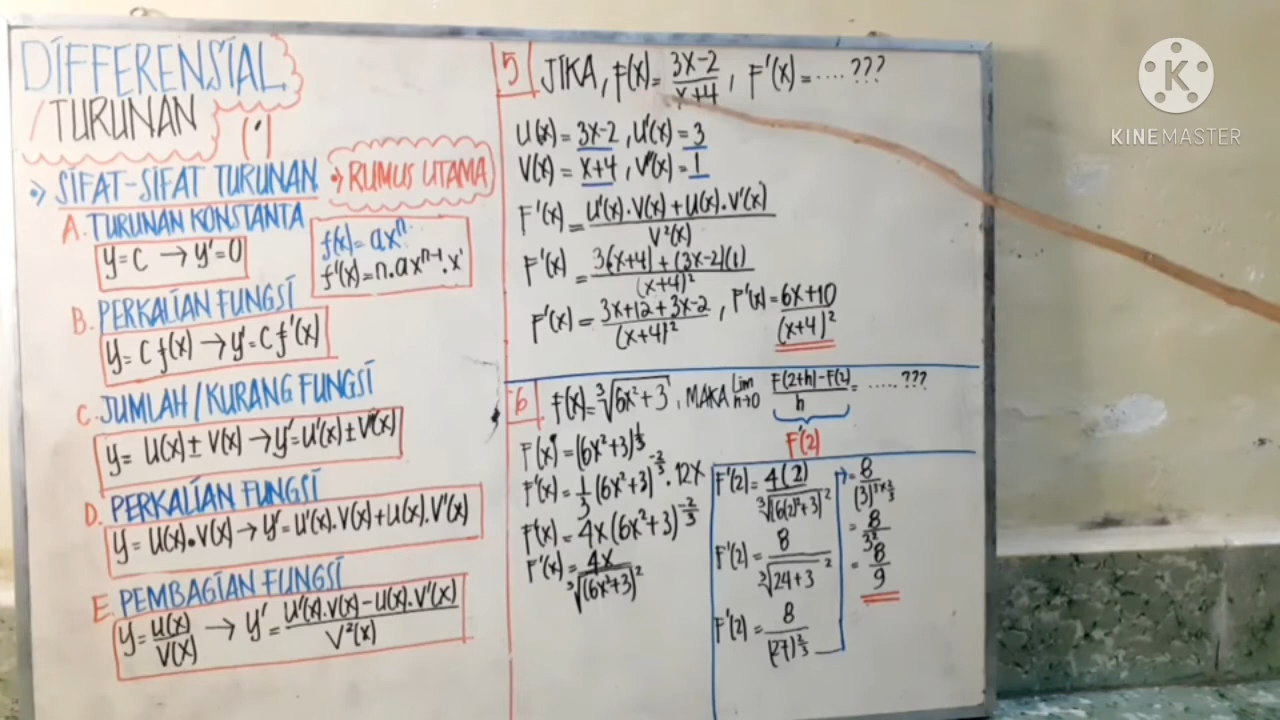 DIFFERENSIAL
/TURUNAN
(')
SIFAT-SIFAT TURUNAN
RUMUS UTAMA
f(x)=ax^n
f'(x)=n.ax^{n-1}.x'
A. TURUNAN KONSTANTA
y=c → y'=0
B. PERKALIAN FUNGSI
y=c f(x) → y'=c f'(x)
C. JUMLAH/KURANG FUNGSI
y= U(x) ± V(x) → y'=U'(x) ± V'(x)
D. PERKALIAN FUNGSI
y= U(x).V(x) → y'=U'(x).V(x)+U(x).V'(x)
E. PEMBAGIAN FUNGSI
y=U(x)/V(x) → y'=(U'(x).V(x)-U(x).V'(x))/V²(x)
5 JIKA, F(x)=(3x-2)/(x+4), F'(x)=.....???
U(x)=3x-2, U'(x)=3
V(x)=x+4, V'(x)=1
F'(x)=(U'(x).V(x)+U(x).V'(x))/V²(x)
F'(x)=(3(x+4)+(3x-2)(1))/(x+4)²
F'(x)=(3x+12+3x-2)/(x+4)², F'(x)=(6x+10)/(x+4)²
6. F(x)=∛(6x²+3), MAKA Lim h→0 (F(2+h)-F(2))/h=......???
F'(2)
F(x)=(6x²+3)^{1/3}
F'(x)=1/3(6x²+3)^{-2/3}.12x
F'(x)=4x(6x²+3)^{-2/3}
F'(x)=4x/∛(6x²+3)²
F'(2)=4(2)/∛(6(2)²+3)²
F'(2)=8/∛(24+3)²
F'(2)=8/(27)^{2/3}
=8/(3)^{3×2/3}
=8/3²
=8/9
K
KINEMASTER